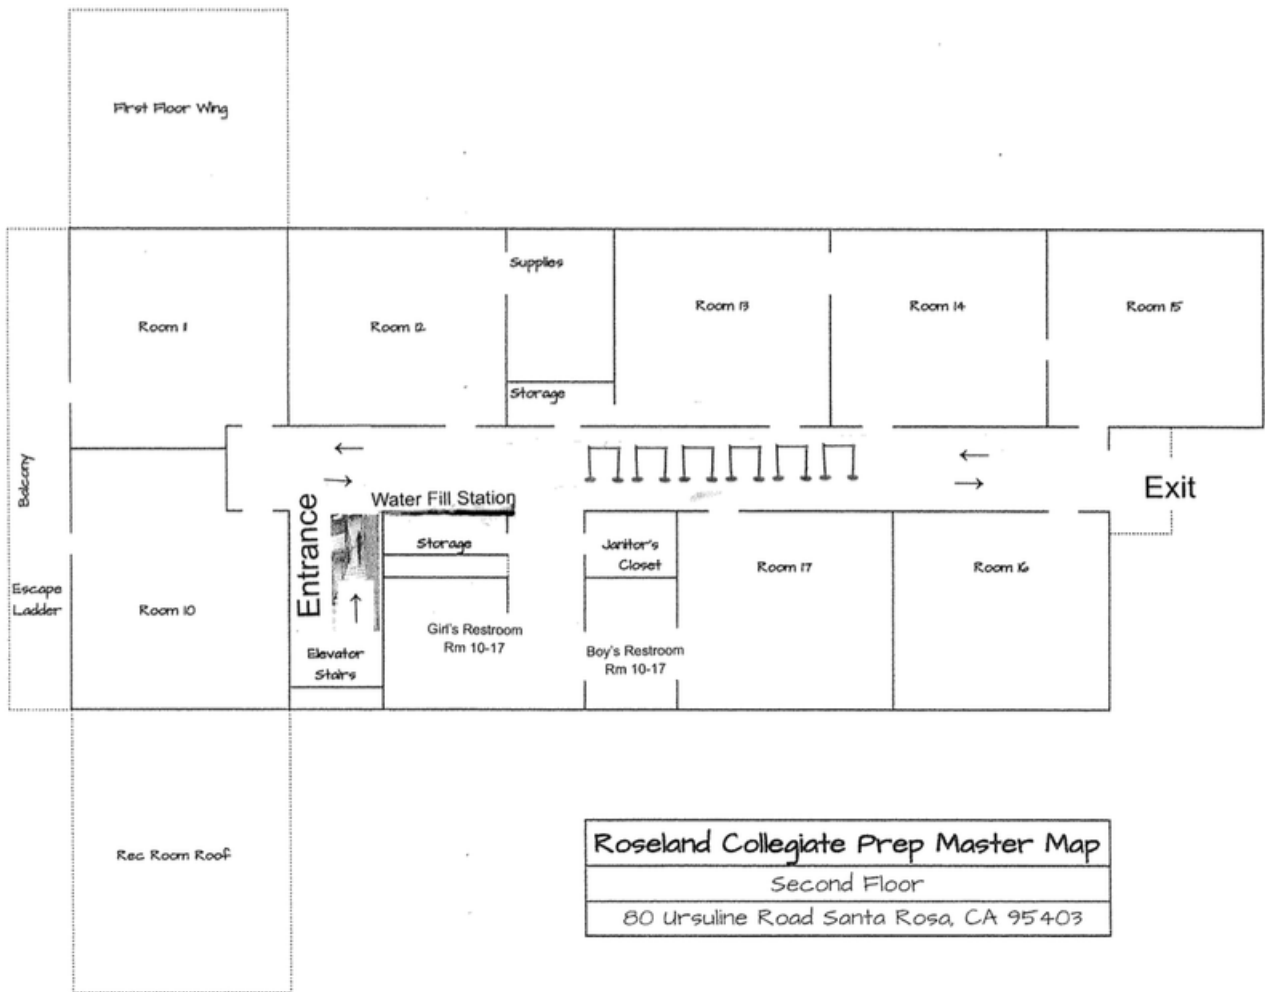 First Floor Wing
Supplies
Room 11
Room 12
Room 13
Room 14
Room 15
Storage
Balcony
Water Fill Station
Exit
Entrance
Storage
Janitor's
Closet
Room 17
Room 16
Escape
Ladder
Room 10
Girl's Restroom
Rm 10-17
Elevator
Stairs
Boy's Restroom
Rm 10-17
Rec Room Roof
Roseland Collegiate Prep Master Map
Second Floor
80 Ursuline Road Santa Rosa, CA 95403